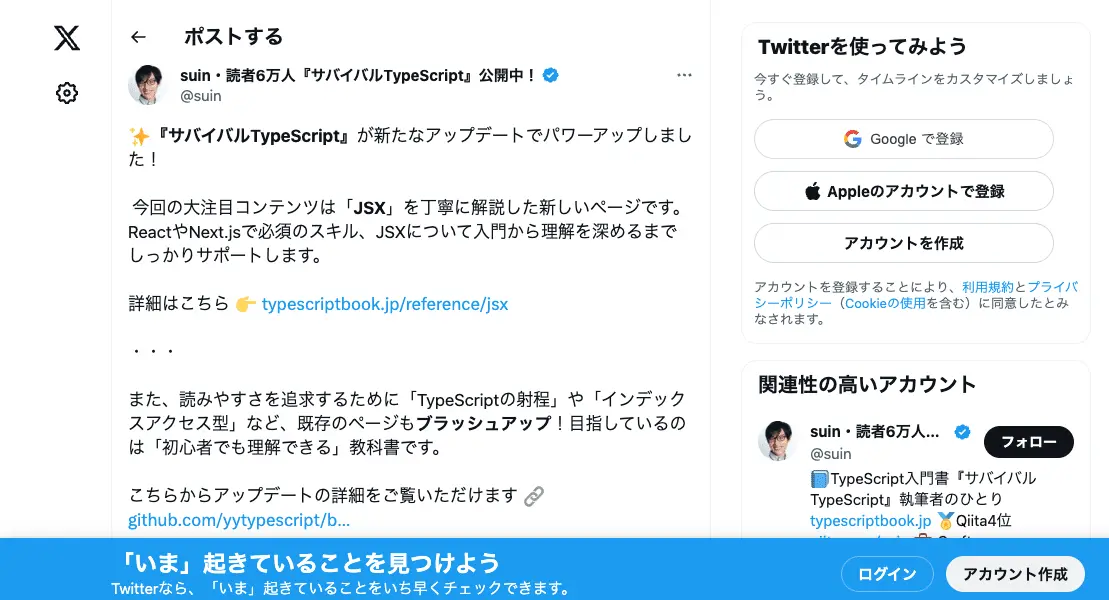 ポストする
suin・読者6万人『サバイバルTypeScript』公開中！
@suin
✨『サバイバルTypeScript』が新たなアップデートでパワーアップしまし
た！
今回の大注目コンテンツは「JSX」を丁寧に解説した新しいページです。
ReactやNext.jsで必須のスキル、JSXについて入門から理解を深めるまで
しっかりサポートします。
詳細はこちら 👉 typescriptbook.jp/reference/jsx
・・・
また、読みやすさを追求するために「TypeScriptの射程」や「インデック
スアクセス型」など、既存のページもブラッシュアップ！目指しているの
は「初心者でも理解できる」教科書です。
こちらからアップデートの詳細をご覧いただけます 🔗
github.com/yytypescript/b...
Twitterを使ってみよう
今すぐ登録して、タイムラインをカスタマイズしましょ
う。
Google で登録
Appleのアカウントで登録
アカウントを作成
アカウントを登録することにより、利用規約とプライバ
シーポリシー（Cookieの使用を含む）に同意したとみ
なされます。
関連性の高いアカウント
suin・読者6万人...
@suin
フォロー
📘TypeScript入門書『サバイバル
TypeScript』執筆者のひとり
typescriptbook.jp 🏅Qiita4位
「いま」起きていることを見つけよう
Twitterなら、「いま」起きていることをいち早くチェックできます。
ログイン
アカウント作成